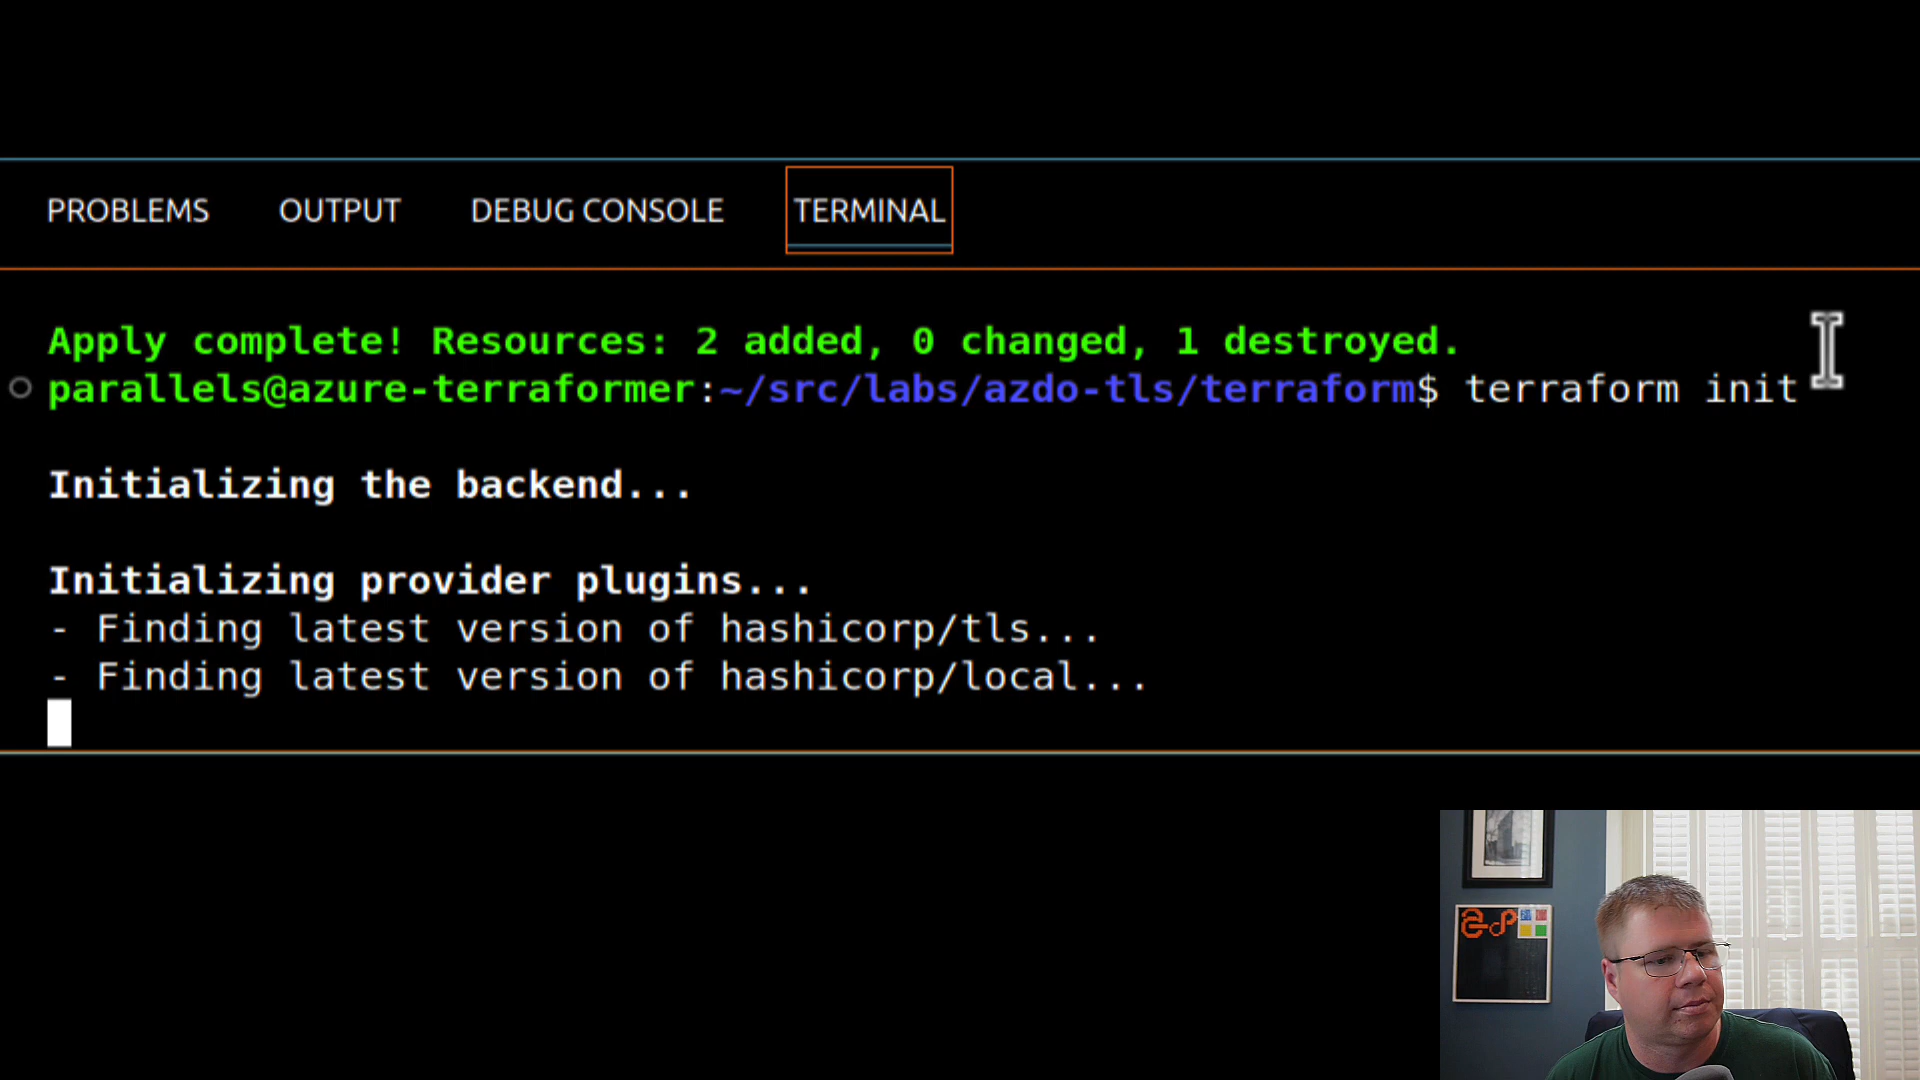 PROBLEMS OUTPUT DEBUG CONSOLE TERMINAL
Apply complete! Resources: 2 added, 0 changed, 1 destroyed.
parallels@azure-terraformer:~/src/labs/azdo-tls/terraform$ terraform init
Initializing the backend...
Initializing provider plugins...
- Finding latest version of hashicorp/tls...
- Finding latest version of hashicorp/local...